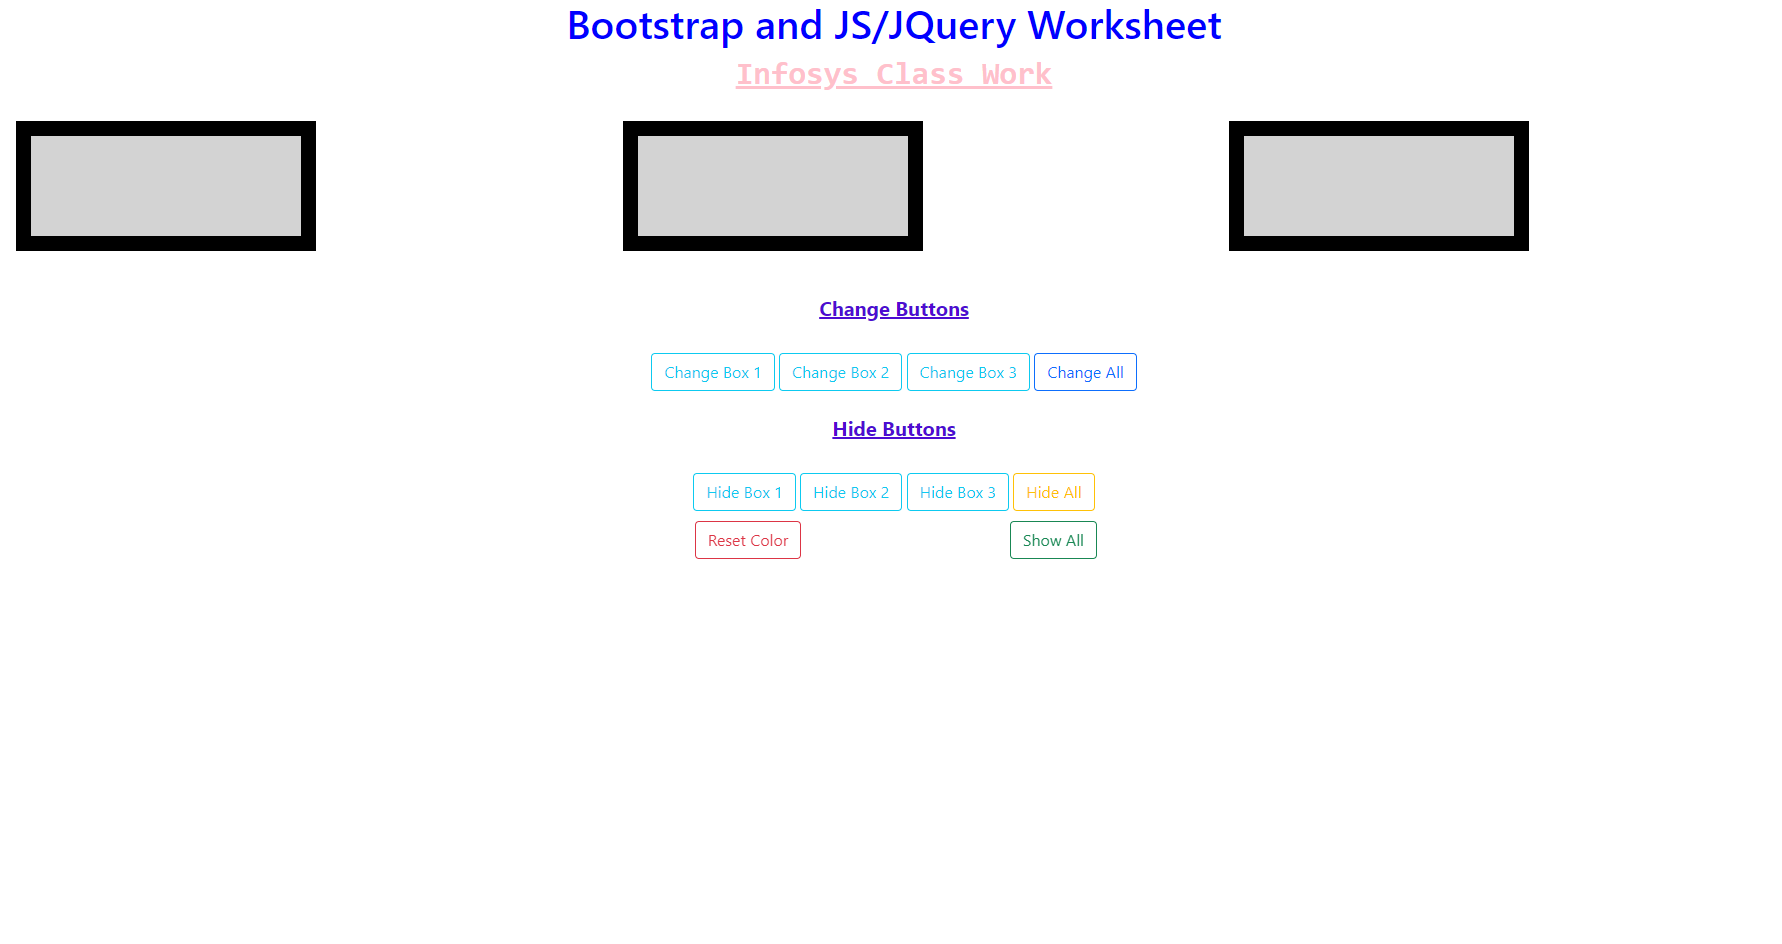 Bootstrap and JS/JQuery Worksheet
Infosys Class Work
Change Buttons
Change Box 1 Change Box 2 Change Box 3 Change All
Hide Buttons
Hide Box 1 Hide Box 2 Hide Box 3 Hide All
Reset Color Show All